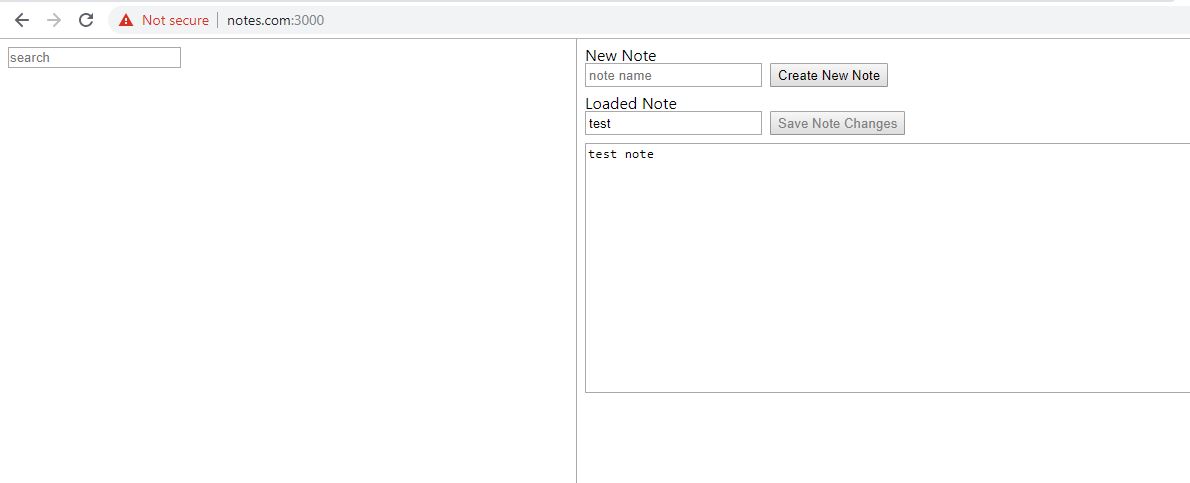 Not secure | notes.com:3000
search
New Note
note name Create New Note
Loaded Note
test Save Note Changes
test note